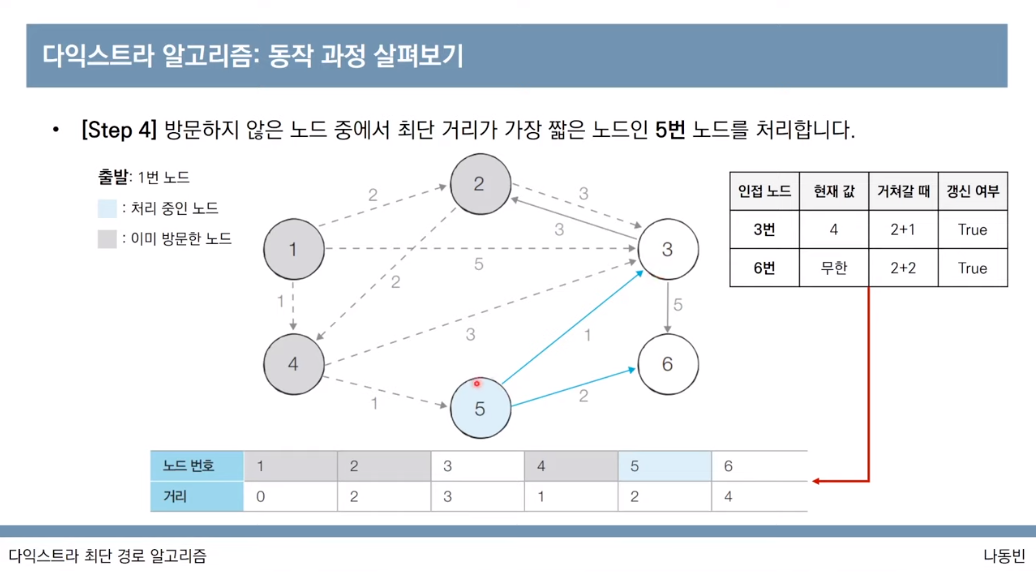 다익스트라 알고리즘: 동작 과정 살펴보기
• [Step 4] 방문하지 않은 노드 중에서 최단 거리가 가장 짧은 노드인 5번 노드를 처리합니다.
출발: 1번 노드
: 처리 중인 노드
: 이미 방문한 노드
2
2
3
3
1
5
3
1
2
5
4
3
1
6
1
5
2
인접 노드 현재 값 거쳐갈 때 갱신 여부
3번 4 2+1 True
6번 무한 2+2 True
노드 번호 1 2 3 4 5 6
거리 0 2 3 1 2 4
다익스트라 최단 경로 알고리즘
나동빈